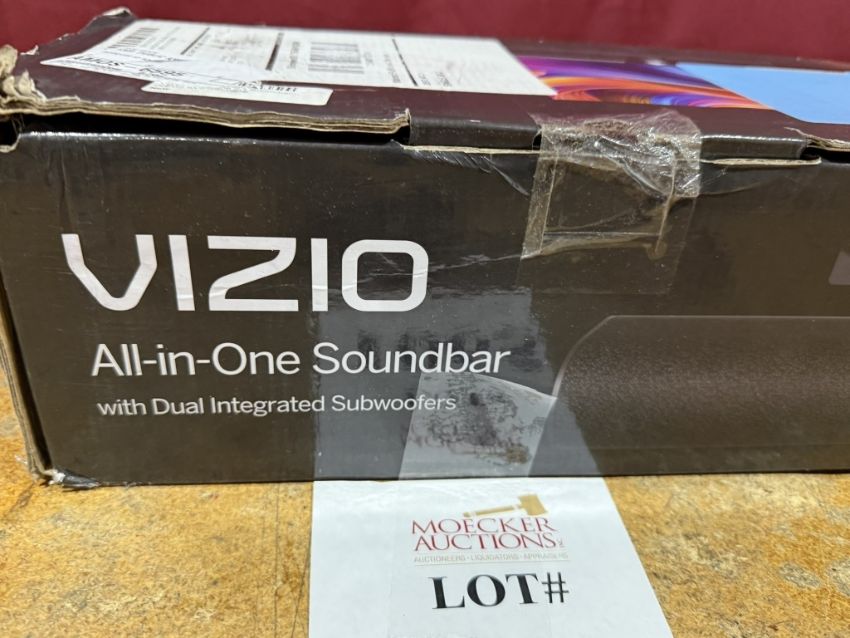 VIZIO
All-in-One Soundbar
with Dual Integrated Subwoofers
MOECKER
AUCTIONS
AUCTIONEERS • LIQUIDATORS • APPRAISERS
LOT#